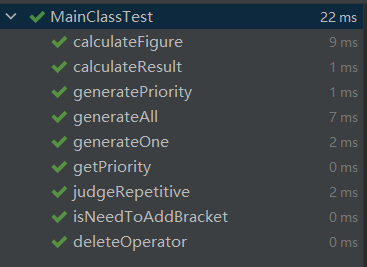 MainClassTest 22 ms
calculateFigure 9 ms
calculateResult 1 ms
generatePriority 1 ms
generateAll 7 ms
generateOne 2 ms
getPriority 0 ms
judgeRepetitive 2 ms
isNeedToAddBracket 0 ms
deleteOperator 0 ms